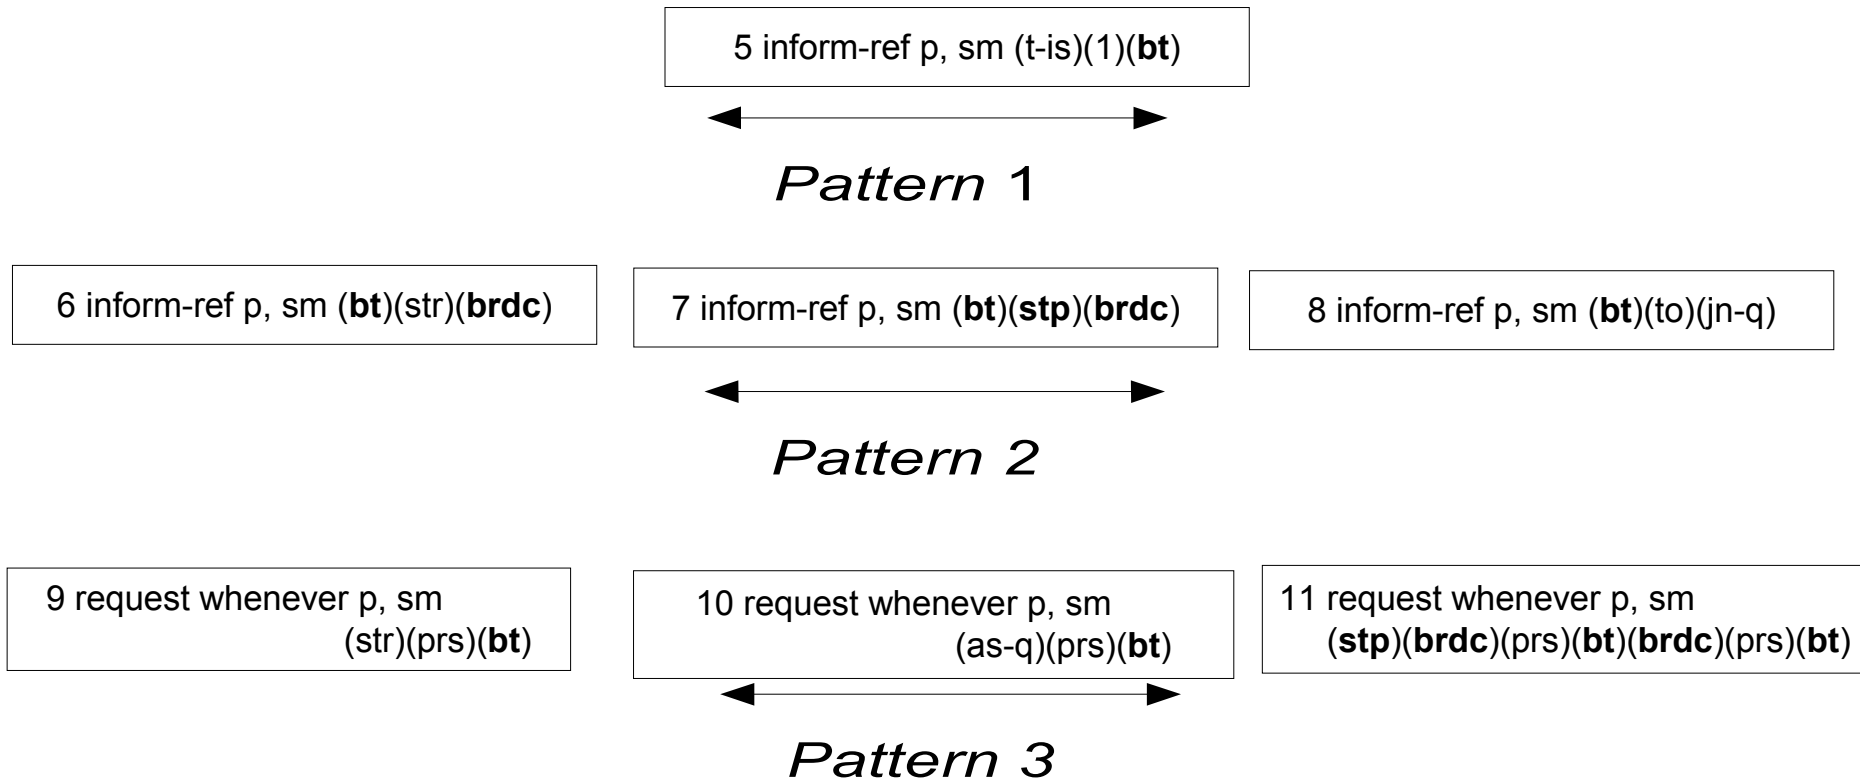 5 inform-ref p, sm (t-is)(1)(bt)
Pattern 1
6 inform-ref p, sm (bt)(str)(brdc)
7 inform-ref p, sm (bt)(stp)(brdc)
8 inform-ref p, sm (bt)(to)(jn-q)
Pattern 2
9 request whenever p, sm
(str)(prs)(bt)
10 request whenever p, sm
(as-q)(prs)(bt)
11 request whenever p, sm
(stp)(brdc)(prs)(bt)(brdc)(prs)(bt)
Pattern 3